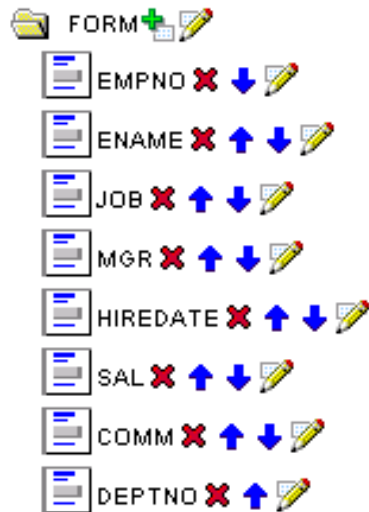 FORM
EMPNO
ENAME
JOB
MGR
HIREDATE
SAL
COMM
DEPTNO